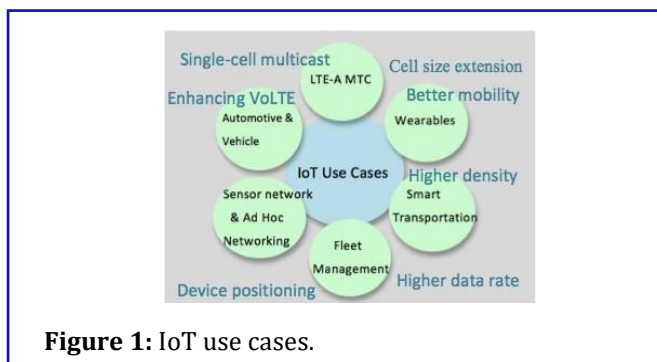 Single-cell multicast
LTE-A MTC
Cell size extension
Enhancing VoLTE
Better mobility
Automotive &
Vehicle
Wearables
IoT Use Cases
Higher density
Sensor network
& Ad Hoc
Networking
Smart
Transportation
Fleet
Management
Device positioning
Higher data rate
Figure 1: IoT use cases.